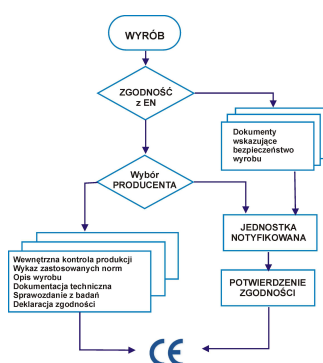 WYRÓB
ZGODNOŚĆ
z EN
Dokumenty
wskazujące
bezpieczeństwo
wyrobu
Wybór
PRODUCENTA
JEDNOSTKA
NOTYFIKOWANA
Wewnętrzna kontrola produkcji
Wykaz zastosowanych norm
Opis wyrobu
Dokumentacja techniczna
Sprawozdanie z badań
Deklaracja zgodności
POTWIERDZENIE
ZGODNOŚCI
CE